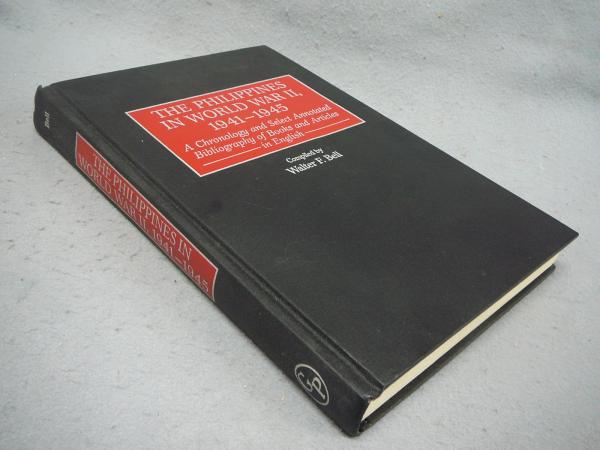 THE PHILIPPINES
IN WORLD WAR II,
1941–1945
A Chronology and Select Annotated
Bibliography of Books and Articles
in English
Compiled by
Walter F. Bell
Bell
THE PHILIPPINES IN
WORLD WAR II, 1941–1945
GP